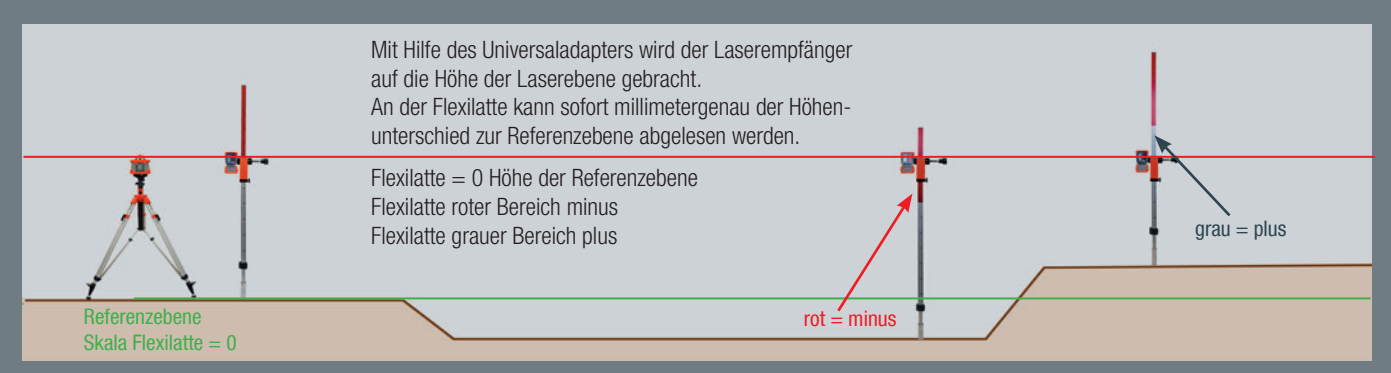 Mit Hilfe des Universaladapters wird der Laserempfänger
auf die Höhe der Laserebene gebracht.
An der Flexilatte kann sofort millimetergenau der Höhen-
unterschied zur Referenzebene abgelesen werden.
Flexilatte = 0 Höhe der Referenzebene
Flexilatte roter Bereich minus
Flexilatte grauer Bereich plus
grau = plus
rot = minus
Referenzebene
Skala Flexilatte = 0